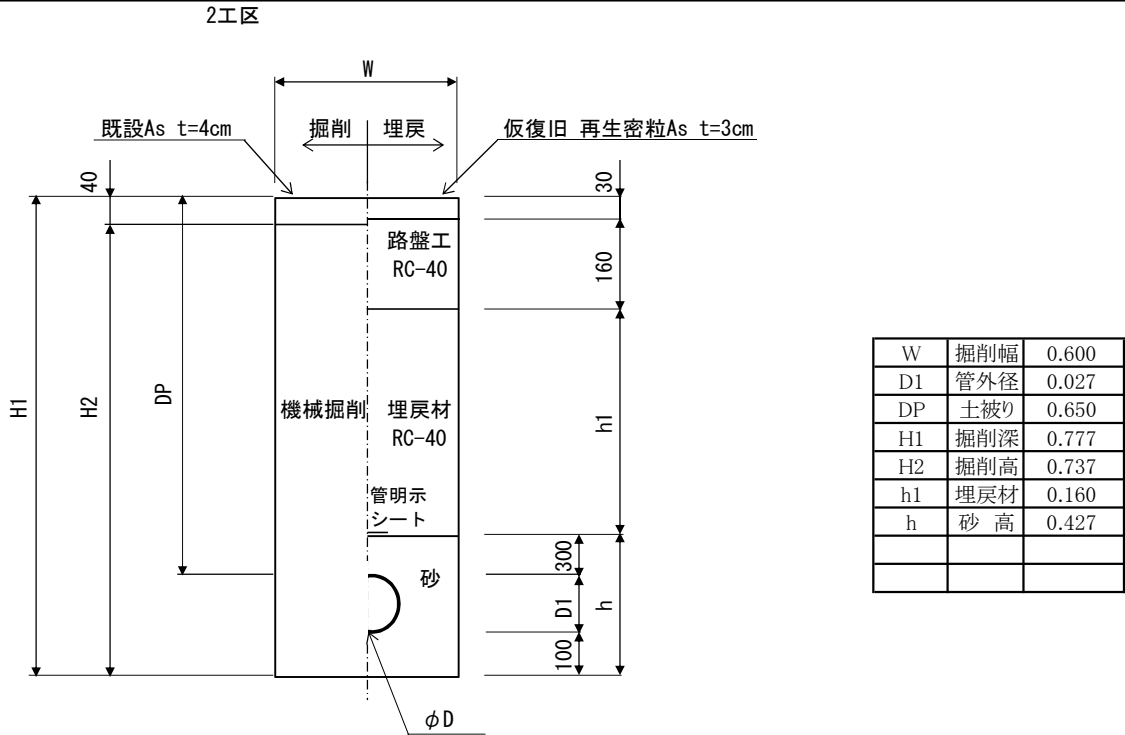 2工区
W
既設As t=4cm
掘削
埋戻
仮復旧 再生密粒As t=3cm
40
30
路盤工
RC-40
160
H1
H2
DP
機械掘削
埋戻材
RC-40
h1
管明示
シート
砂
300
D1
100
h
φD
W 掘削幅 0.600
D1 管外径 0.027
DP 土被り 0.650
H1 掘削深 0.777
H2 掘削高 0.737
h1 埋戻材 0.160
h 砂 高 0.427